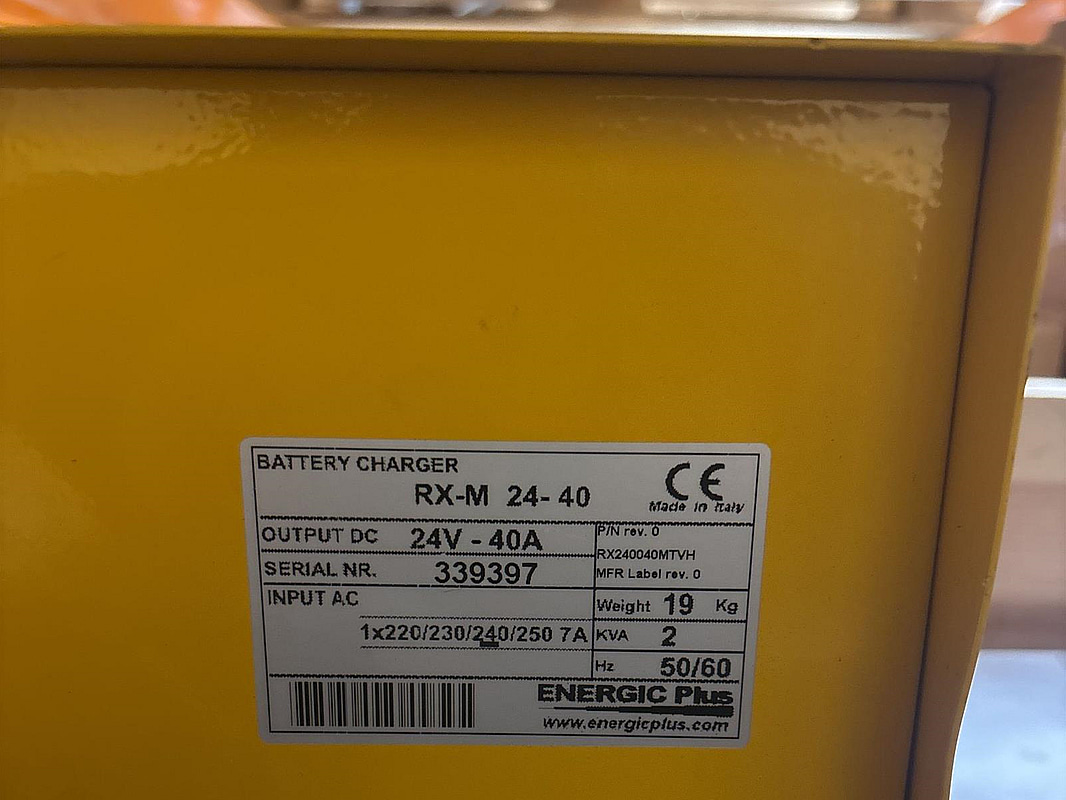 BATTERY CHARGER
RX-M 24-40
CE
Made in Italy
OUTPUT DC 24V - 40A
P/N rev. 0
RX240040MTVH
SERIAL NR. 339397
MFR Label rev. 0
INPUT AC
Weight 19 Kg
1x220/230/240/250 7A
KVA 2
Hz 50/60
ENERGIC Plus
www.energicplus.com